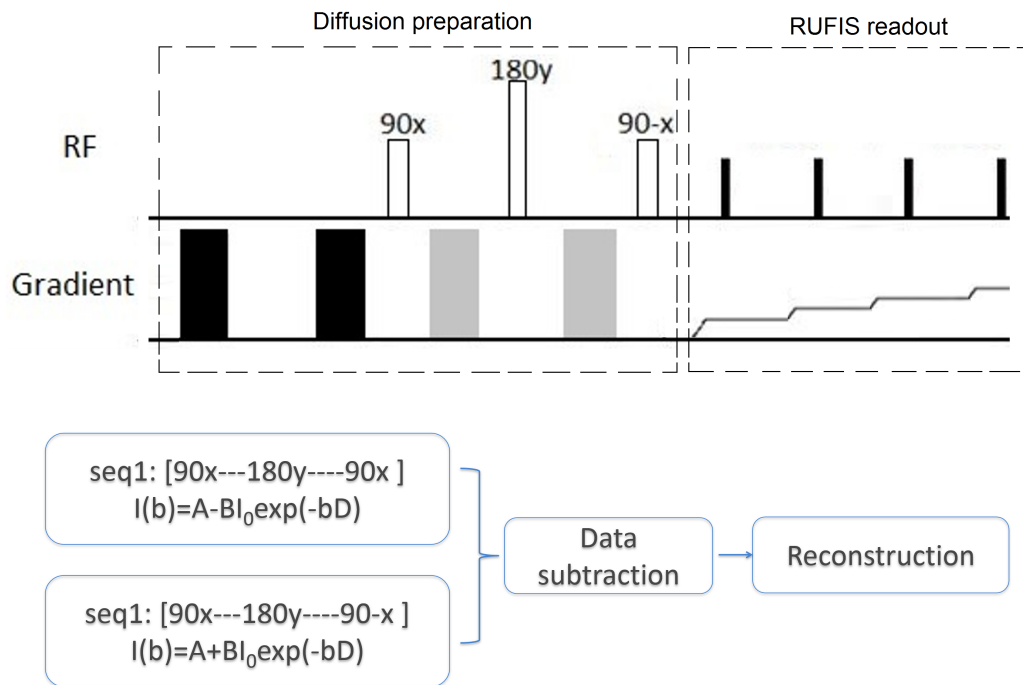 Diffusion preparation
RUFIS readout
180y
90x
90-x
RF
Gradient
seq1: [90x---180y----90x ]
I(b)=A-BI₀exp(-bD)
seq1: [90x---180y----90-x ]
I(b)=A+BI₀exp(-bD)
Data
subtraction
Reconstruction